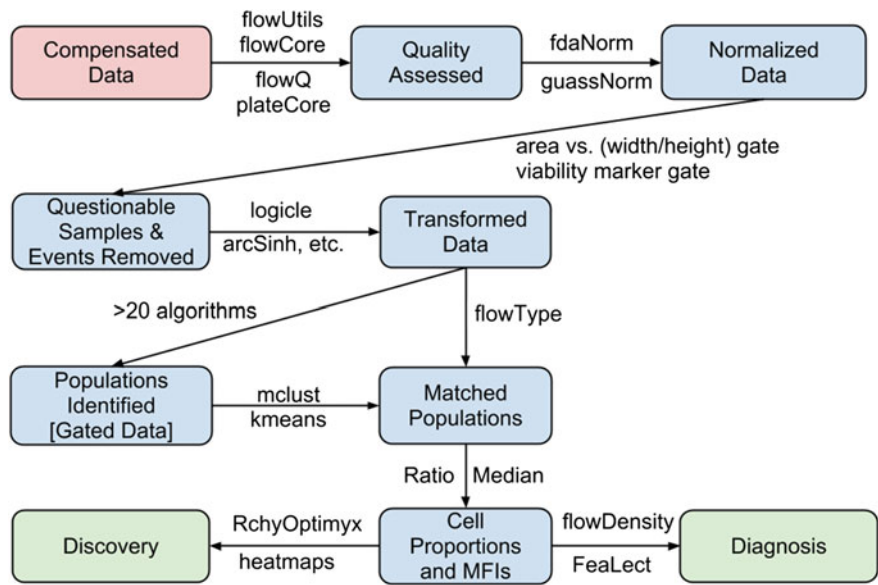 Compensated
Data
flowUtils
flowCore
flowQ
plateCore
Quality
Assessed
fdaNorm
guassNorm
Normalized
Data
area vs. (width/height) gate
viability marker gate
Questionable
Samples &
Events Removed
logicle
arcSinh, etc.
Transformed
Data
>20 algorithms
flowType
Populations
Identified
[Gated Data]
mclust
kmeans
Matched
Populations
Ratio
Median
Discovery
RchyOptimyx
heatmaps
Cell
Proportions
and MFIs
flowDensity
FeaLect
Diagnosis